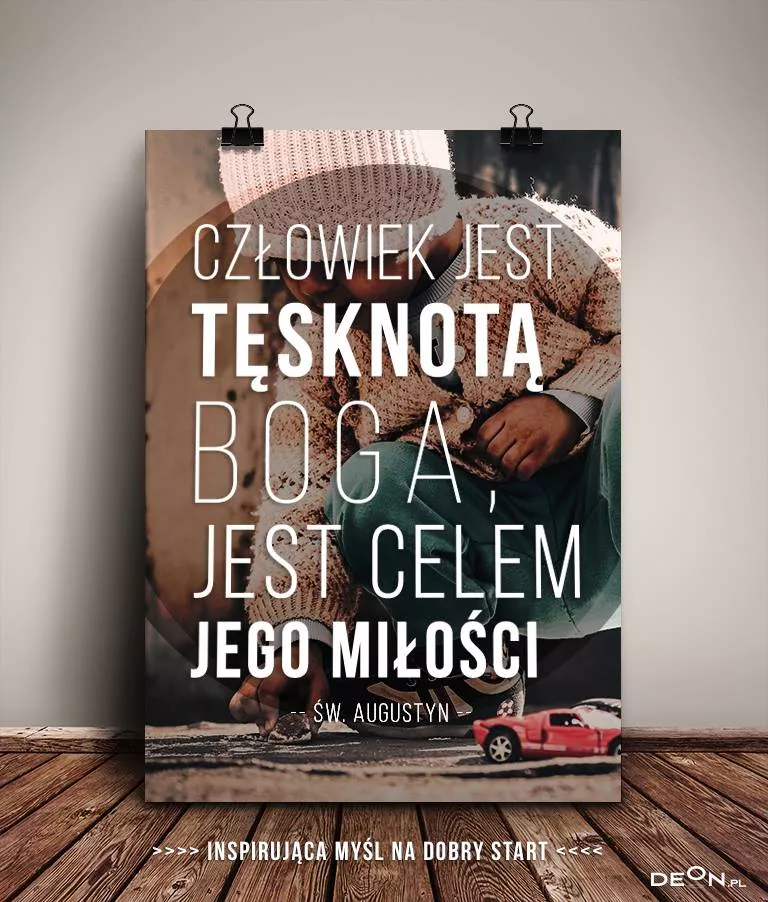 CZŁOWIEK JEST
TĘSKNOTĄ
BOGA,
JEST CELEM
JEGO MIŁOŚCI
-- ŚW. AUGUSTYN --
>>>> INSPIRUJĄCA MYŚL NA DOBRY START <<<<
DEON.PL